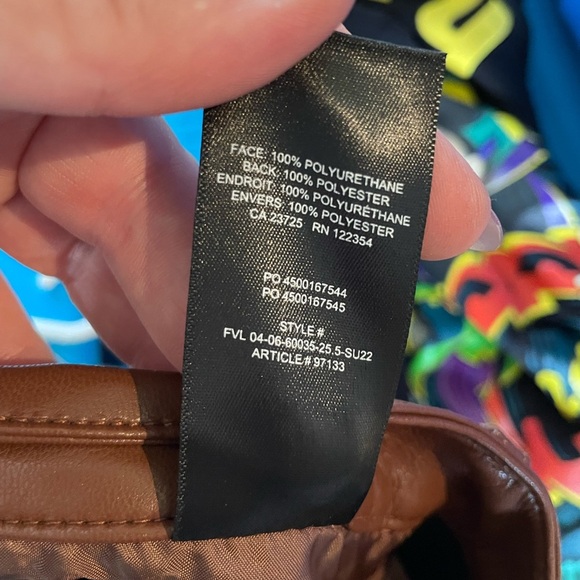 FACE: 100% POLYURETHANE
BACK: 100% POLYESTER
ENDROIT: 100% POLYURÉTHANE
ENVERS: 100% POLYESTER
CA 23725 RN 122354
PO 4500167544
PO 4500167545
STYLE #
FVL 04-06-60035-25.5-SU22
ARTICLE# 97133